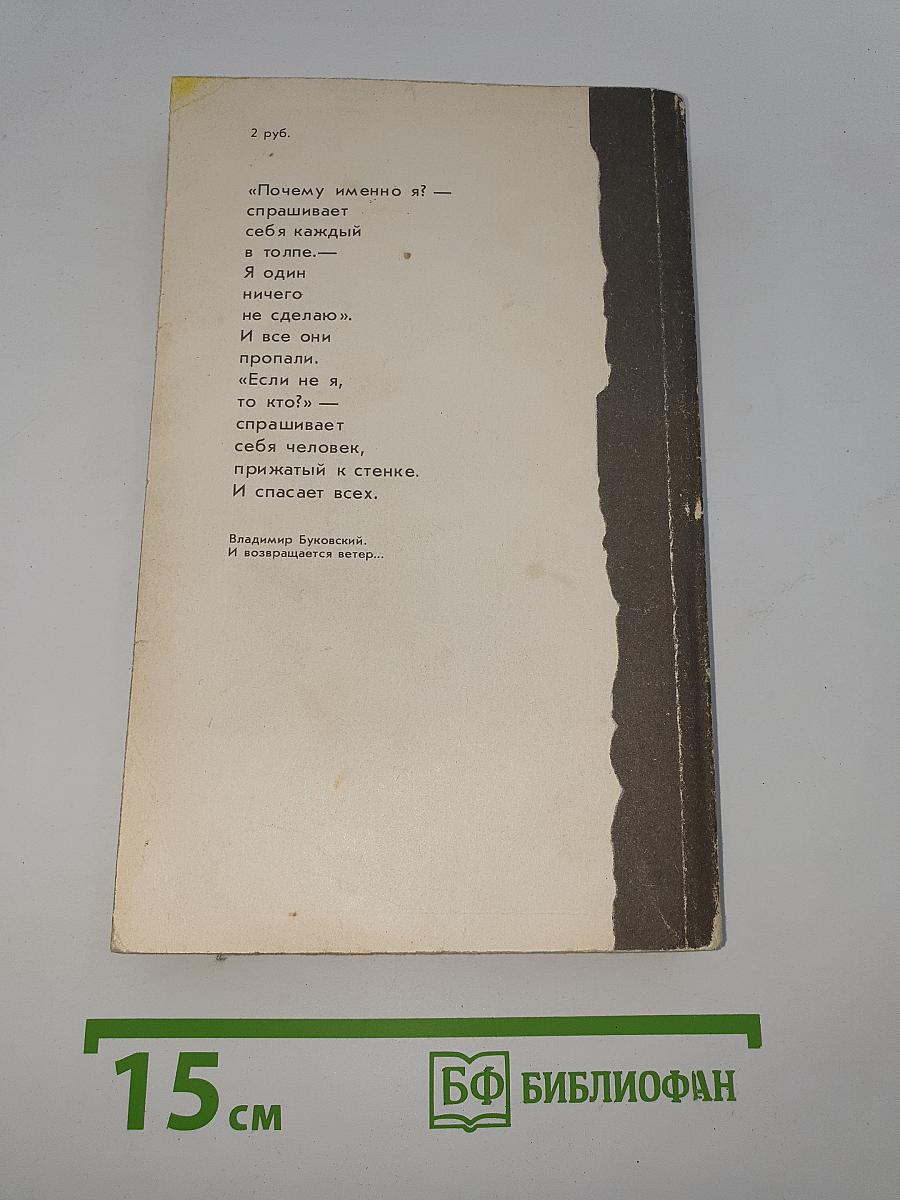 2 руб.
«Почему именно я? —
спрашивает
себя каждый
в толпе.—
Я один
ничего
не сделаю».
И все они
пропали.
«Если не я,
то кто?» —
спрашивает
себя человек,
прижатый к стенке.
И спасает всех.
Владимир Буковский.
И возвращается ветер...
15 см
БФ БИБЛИОФАН